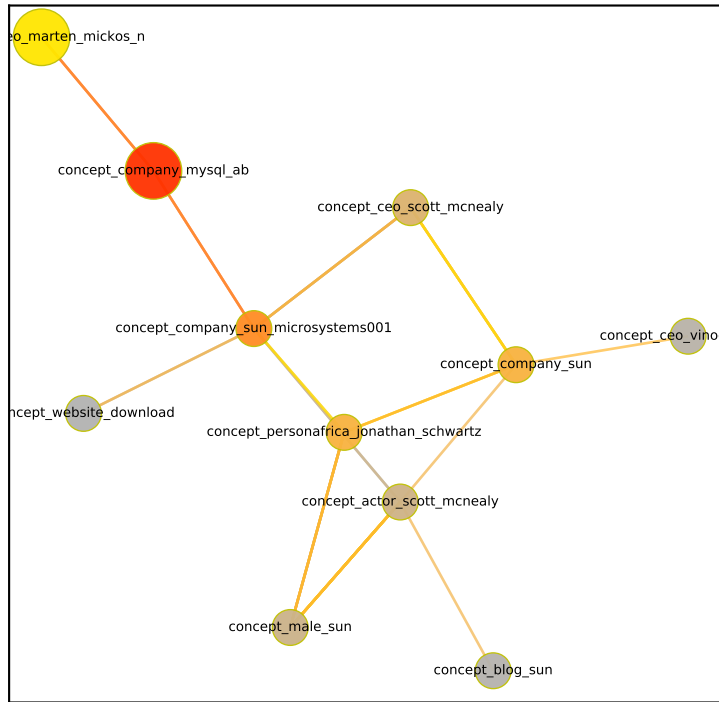 eo_marten_mickos_n
concept_company_mysql_ab
concept_ceo_scott_mcnealy
concept_company_sun_microsystems001
concept_ceo_vino
concept_company_sun
ncept_website_download
concept_personafrica_jonathan_schwartz
concept_actor_scott_mcnealy
concept_male_sun
concept_blog_sun